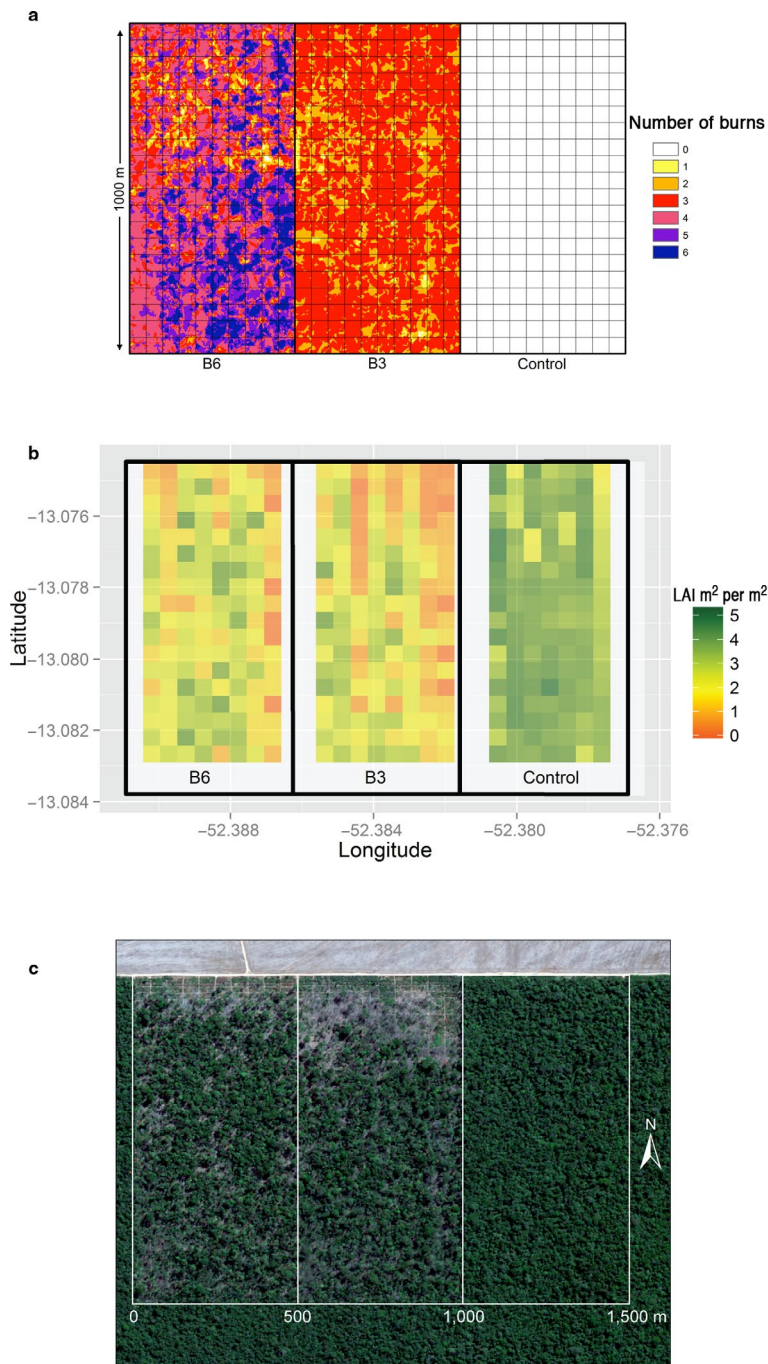 a
1000 m
B6
B3
Control
Number of burns
0
1
2
3
4
5
6
b
Latitude
−13.076
−13.078
−13.080
−13.082
−13.084
B6
B3
Control
−52.388
−52.384
−52.380
−52.376
Longitude
LAI m² per m²
5
4
3
2
1
0
c
N
0
500
1,000
1,500 m